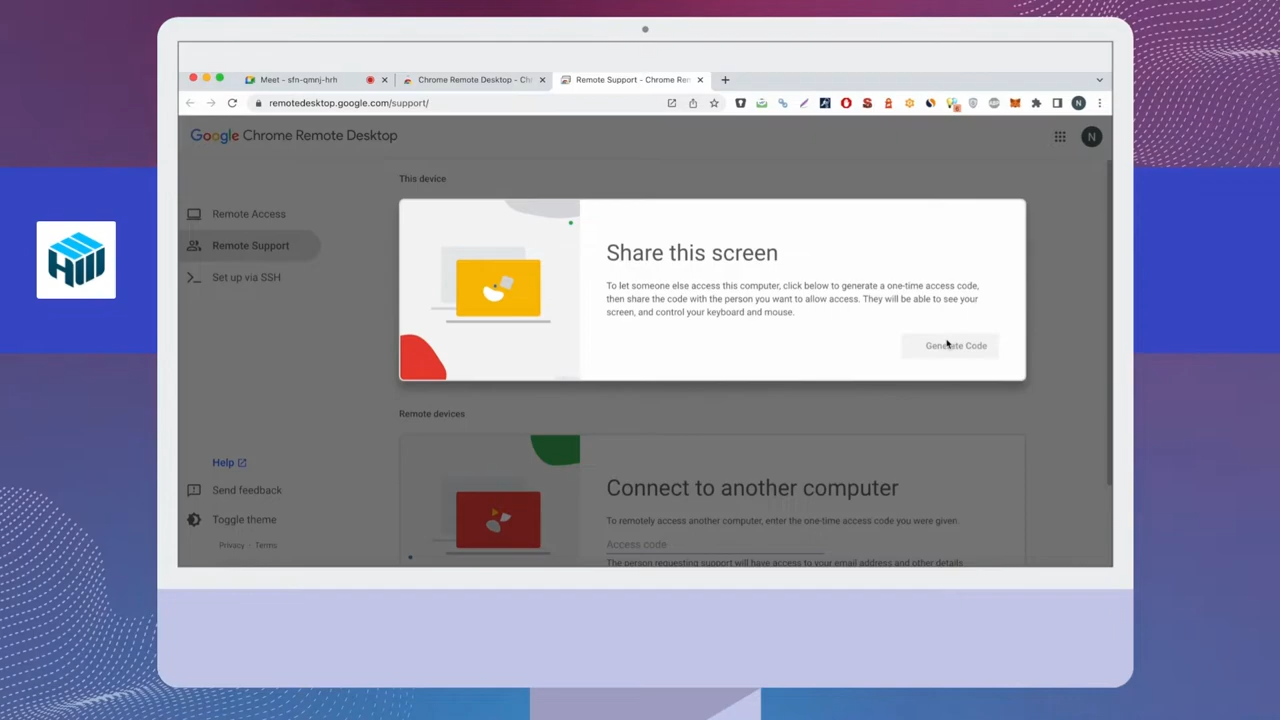 Meet - sfn-qmnj-hrh
Chrome Remote Desktop - Ch
Remote Support - Chrome Rem
remotedesktop.google.com/support/
N
Google Chrome Remote Desktop
N
This device
Remote Access
Remote Support
Set up via SSH
Share this screen
To let someone else access this computer, click below to generate a one-time access code,
then share the code with the person you want to allow access. They will be able to see your
screen, and control your keyboard and mouse.
Generate Code
Remote devices
Help
Send feedback
Toggle theme
Privacy · Terms
Connect to another computer
To remotely access another computer, enter the one-time access code you were given.
Access code
The person requesting support will have access to your email address and other details
Hill